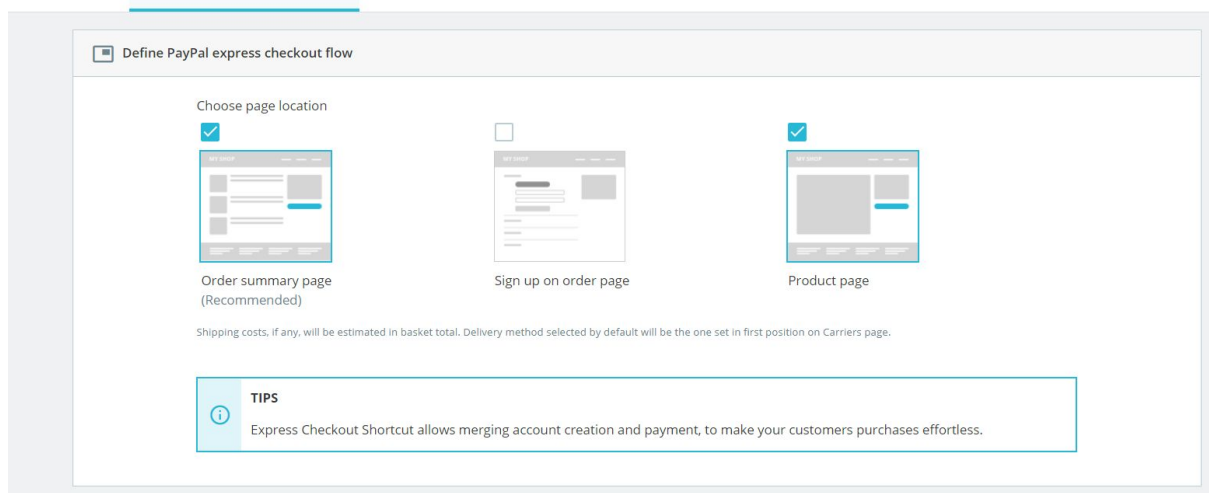 Define PayPal express checkout flow
Choose page location
MY SHOP
MY SHOP
MY SHOP
Order summary page
(Recommended)
Sign up on order page
Product page
Shipping costs, if any, will be estimated in basket total. Delivery method selected by default will be the one set in first position on Carriers page.
TIPS
Express Checkout Shortcut allows merging account creation and payment, to make your customers purchases effortless.